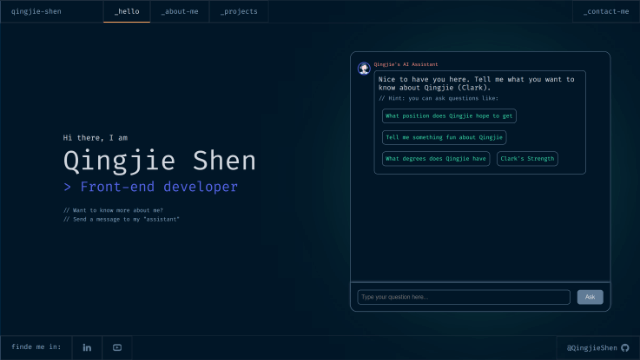 qingjie-shen
_hello
_about-me
_projects
_contact-me
Qingjie's AI Assistant
Nice to have you here. Tell me what you want to
know about Qingjie (Clark).
// Hint: you can ask questions like:
What position does Qingjie hope to get
Tell me something fun about Qingjie
What degrees does Qingjie have
Clark's Strength
Hi there, I am
Qingjie Shen
> Front-end developer
// Want to know more about me?
// Send a message to my "assistant"
Type your question here...
Ask
finde me in:
in
@QingjieShen